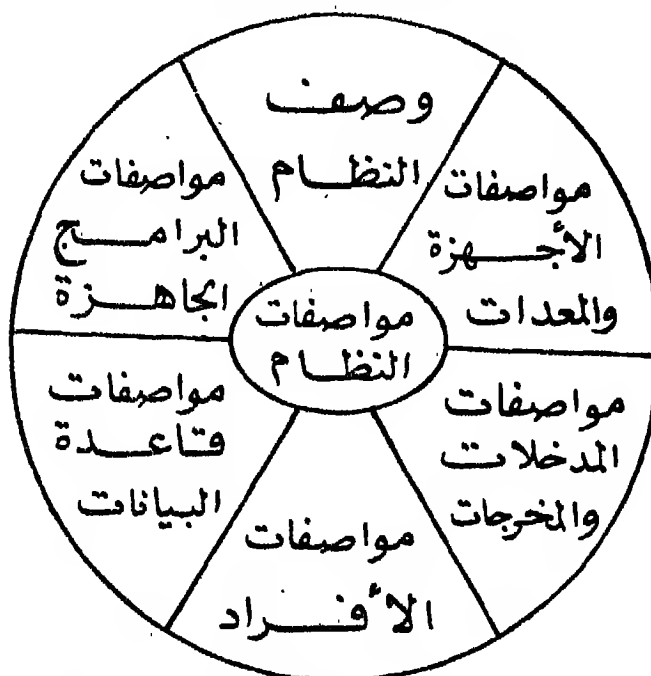 وصف
النظام
مواصفات
الأجهزة
والمعدات
مواصفات
المدخلات
والمخرجات
مواصفات
الأفراد
مواصفات
قاعدة
البيانات
مواصفات
البرامج
الجاهزة
مواصفات
النظام